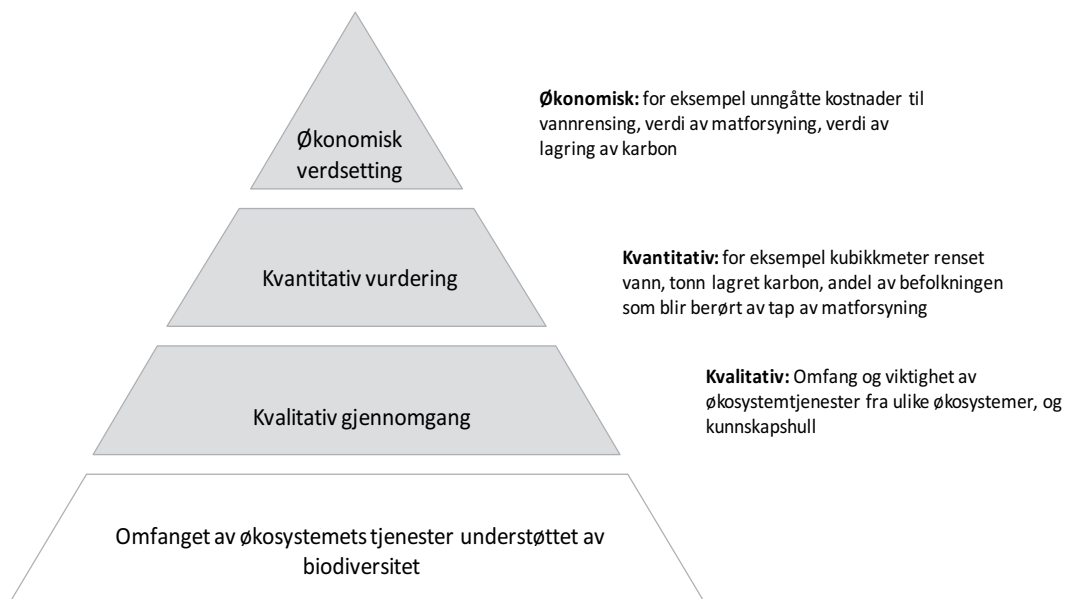 Økonomisk
verdsetting
Økonomisk: for eksempel unngåtte kostnader til
vannrensing, verdi av matforsyning, verdi av
lagring av karbon
Kvantitativ vurdering
Kvantitativ: for eksempel kubikkmeter renset
vann, tonn lagret karbon, andel av befolkningen
som blir berørt av tap av matforsyning
Kvalitativ gjennomgang
Kvalitativ: Omfang og viktighet av
økosystemtjenester fra ulike økosystemer, og
kunnskapshull
Omfanget av økosystemets tjenester understøttet av
biodiversitet